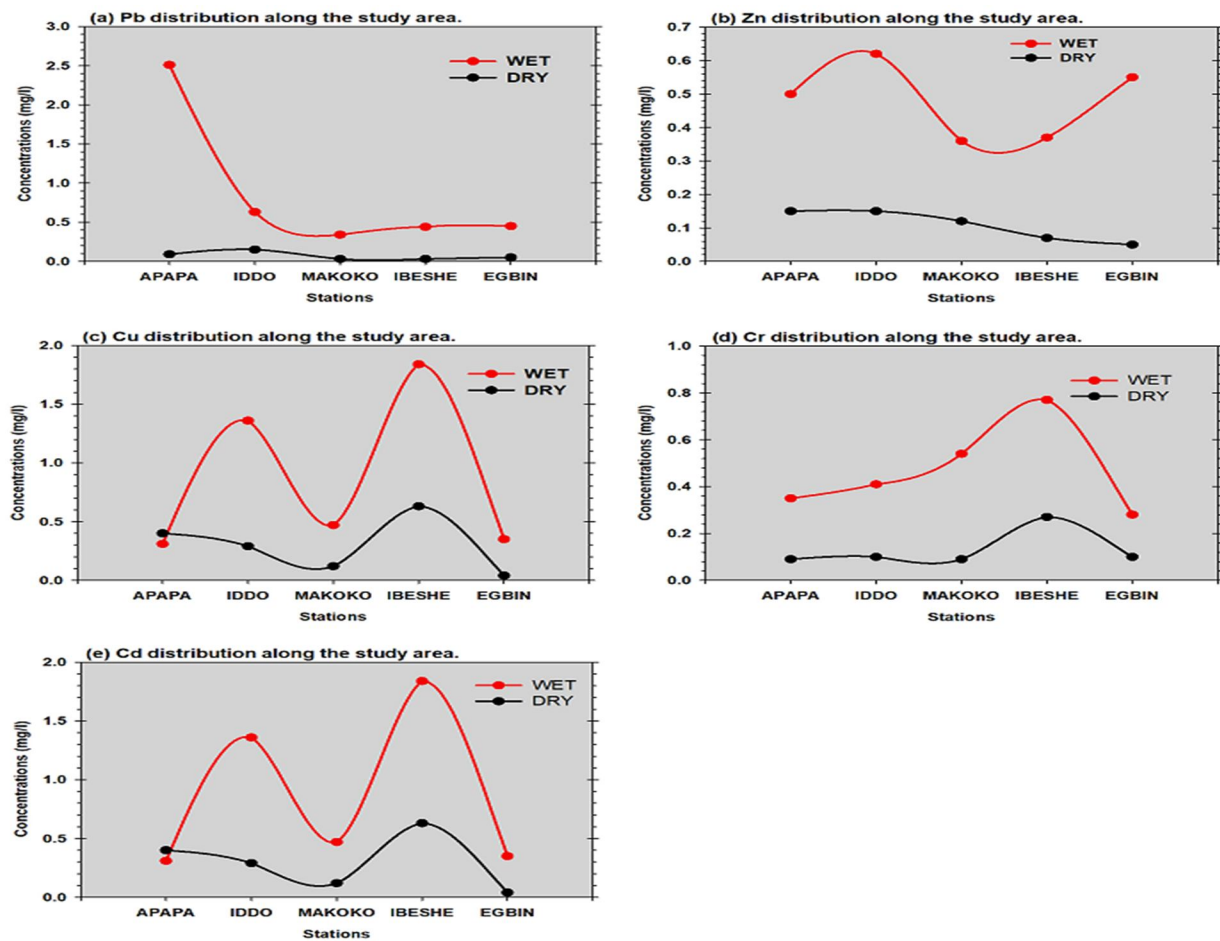 (a) Pb distribution along the study area.
3.0
2.5
2.0
1.5
1.0
0.5
0.0
Concentrations (mg/l)
WET
DRY
APAPA IDDO MAKOKO IBESHE EGBIN
Stations
(b) Zn distribution along the study area.
0.7
0.6
0.5
0.4
0.3
0.2
0.1
0.0
Concentrations (mg/l)
WET
DRY
APAPA IDDO MAKOKO IBESHE EGBIN
Stations
(c) Cu distribution along the study area.
2.0
1.5
1.0
0.5
0.0
Concentrations (mg/l)
WET
DRY
APAPA IDDO MAKOKO IBESHE EGBIN
Stations
(d) Cr distribution along the study area.
1.0
0.8
0.6
0.4
0.2
0.0
Concentrations (mg/l)
WET
DRY
APAPA IDDO MAKOKO IBESHE EGBIN
Stations
(e) Cd distribution along the study area.
2.0
1.5
1.0
0.5
0.0
Concentrations (mg/l)
WET
DRY
APAPA IDDO MAKOKO IBESHE EGBIN
Stations